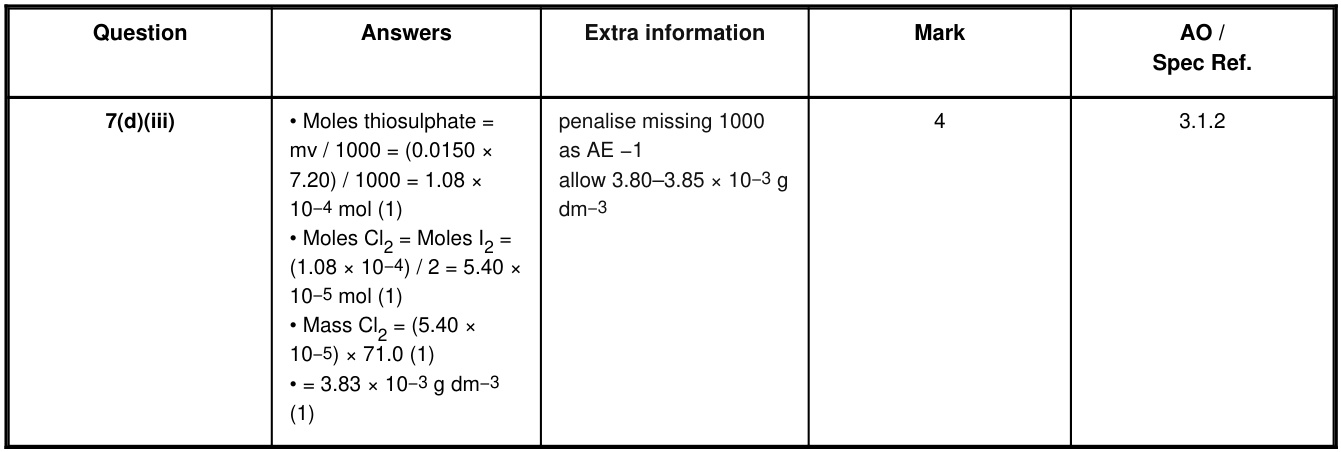 Question Answers Extra information Mark AO /
Spec Ref.
7(d)(iii)
• Moles thiosulphate =
mv / 1000 = (0.0150 ×
7.20) / 1000 = 1.08 ×
10⁻⁴ mol (1)
• Moles Cl₂ = Moles I₂ =
(1.08 × 10⁻⁴) / 2 = 5.40 ×
10⁻⁵ mol (1)
• Mass Cl₂ = (5.40 ×
10⁻⁵) × 71.0 (1)
• = 3.83 × 10⁻³ g dm⁻³
(1)
penalise missing 1000
as AE −1
allow 3.80–3.85 × 10⁻³ g
dm⁻³
4
3.1.2